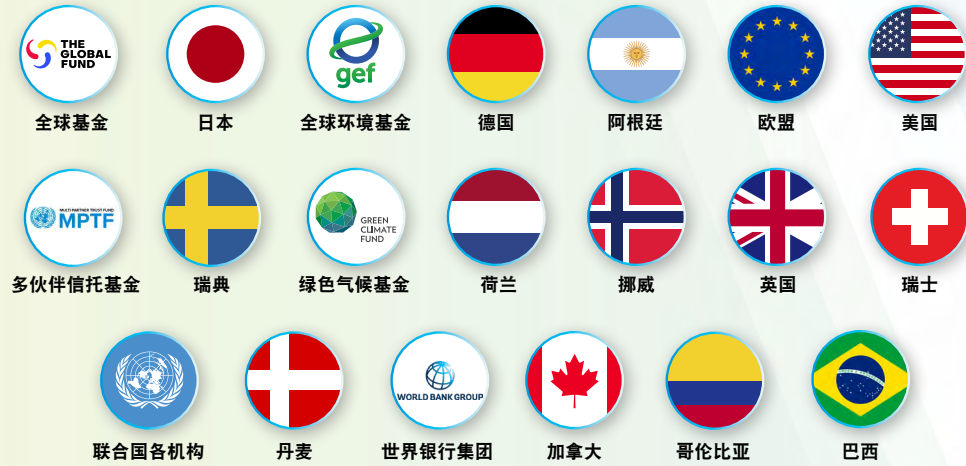 THE
GLOBAL
FUND
gef
全球基金
日本
全球环境基金
德国
阿根廷
欧盟
美国
MULTI PARTNER TRUST FUND
MPTF
GREEN
CLIMATE
FUND
多伙伴信托基金
瑞典
绿色气候基金
荷兰
挪威
英国
瑞士
WORLD BANK GROUP
联合国各机构
丹麦
世界银行集团
加拿大
哥伦比亚
巴西